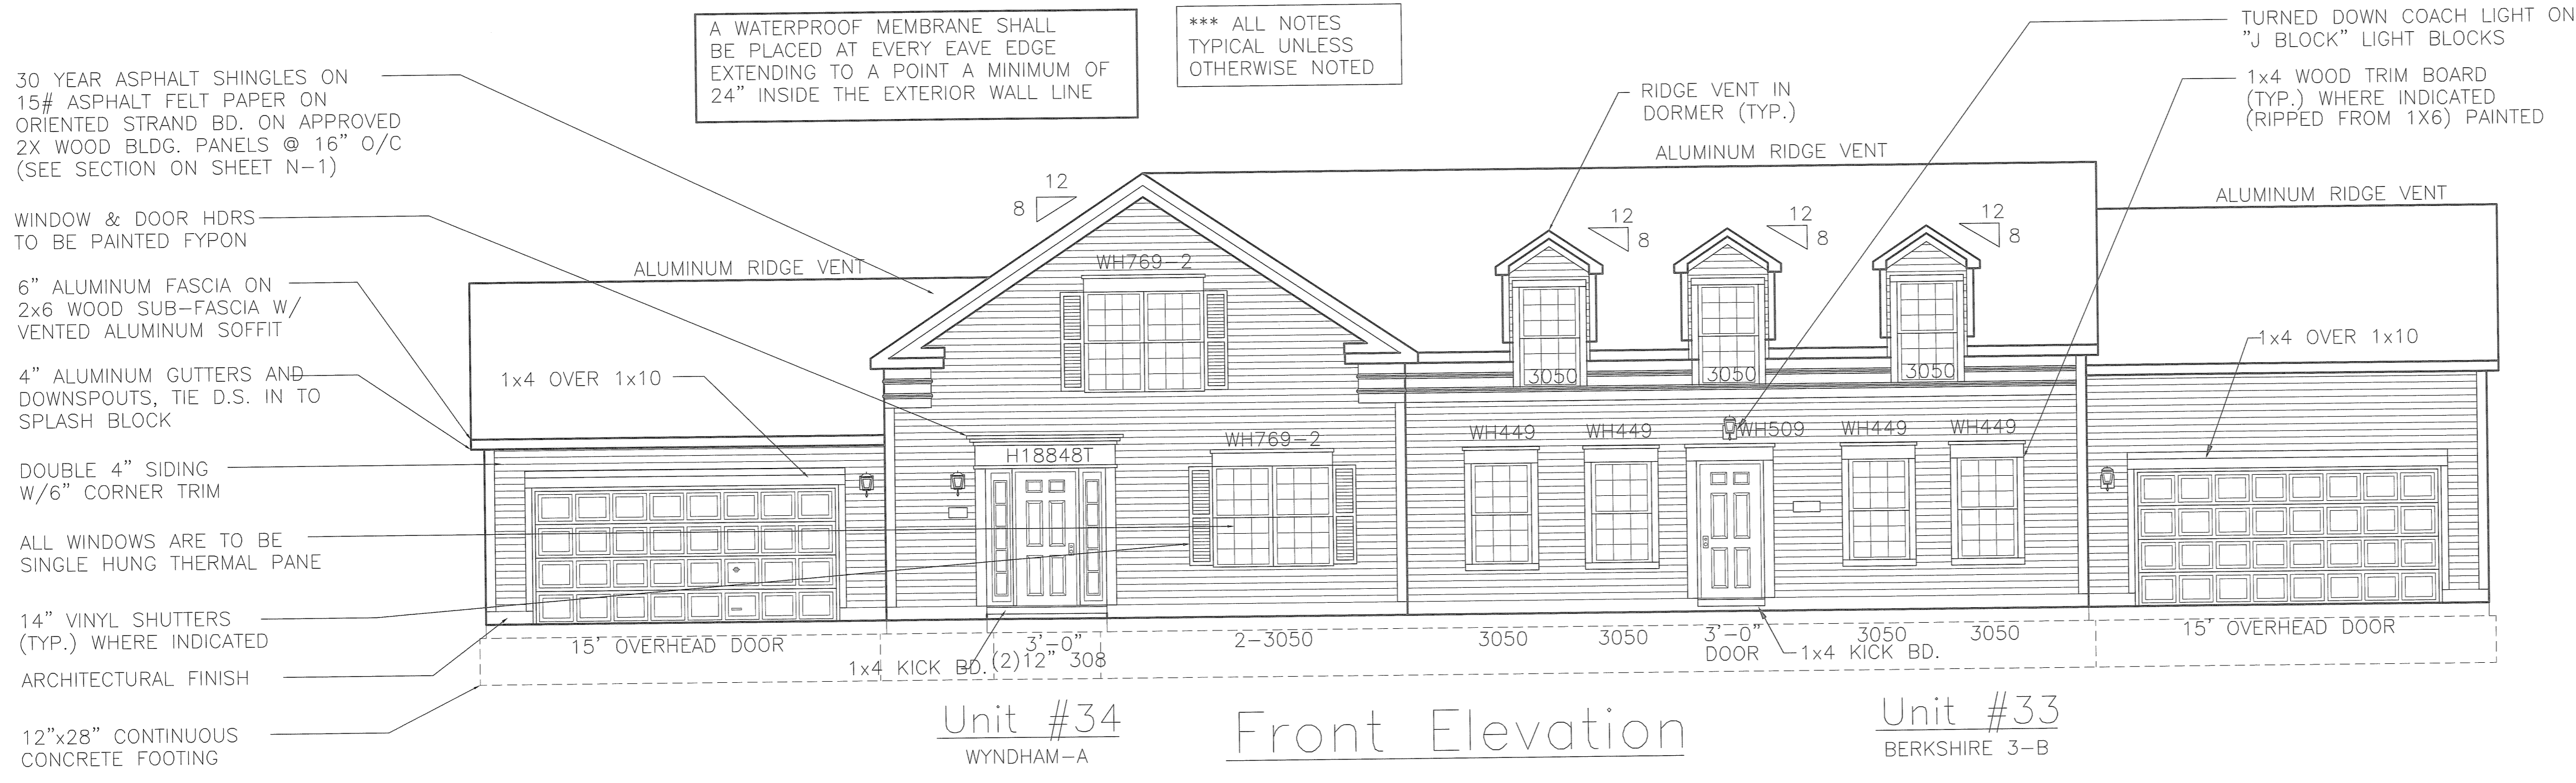 A WATERPROOF MEMBRANE SHALL
BE PLACED AT EVERY EAVE EDGE
EXTENDING TO A POINT A MINIMUM OF
24" INSIDE THE EXTERIOR WALL LINE
*** ALL NOTES
TYPICAL UNLESS
OTHERWISE NOTED
TURNED DOWN COACH LIGHT ON
"J BLOCK" LIGHT BLOCKS
1x4 WOOD TRIM BOARD
(TYP.) WHERE INDICATED
(RIPPED FROM 1X6) PAINTED
RIDGE VENT IN
DORMER (TYP.)
30 YEAR ASPHALT SHINGLES ON
15# ASPHALT FELT PAPER ON
ORIENTED STRAND BD. ON APPROVED
2X WOOD BLDG. PANELS @ 16" O/C
(SEE SECTION ON SHEET N-1)
WINDOW & DOOR HDRS
TO BE PAINTED FYPON
6" ALUMINUM FASCIA ON
2x6 WOOD SUB-FASCIA W/
VENTED ALUMINUM SOFFIT
4" ALUMINUM GUTTERS AND
DOWNSPOUTS, TIE D.S. IN TO
SPLASH BLOCK
DOUBLE 4" SIDING
W/6" CORNER TRIM
ALL WINDOWS ARE TO BE
SINGLE HUNG THERMAL PANE
14" VINYL SHUTTERS
(TYP.) WHERE INDICATED
ARCHITECTURAL FINISH
12"x28" CONTINUOUS
CONCRETE FOOTING
ALUMINUM RIDGE VENT
ALUMINUM RIDGE VENT
ALUMINUM RIDGE VENT
12
8
12
8
12
8
12
8
WH769-2
1x4 OVER 1x10
1x4 OVER 1x10
3050
3050
3050
H18848T
WH769-2
WH449
WH449
WH509
WH449
WH449
15' OVERHEAD DOOR
3'-0"
(2)12" 308
1x4 KICK BD.
2-3050
3050
3050
3'-0"
DOOR
1x4 KICK BD.
3050
3050
15' OVERHEAD DOOR
Unit #34
WYNDHAM-A
Front Elevation
Unit #33
BERKSHIRE 3-B